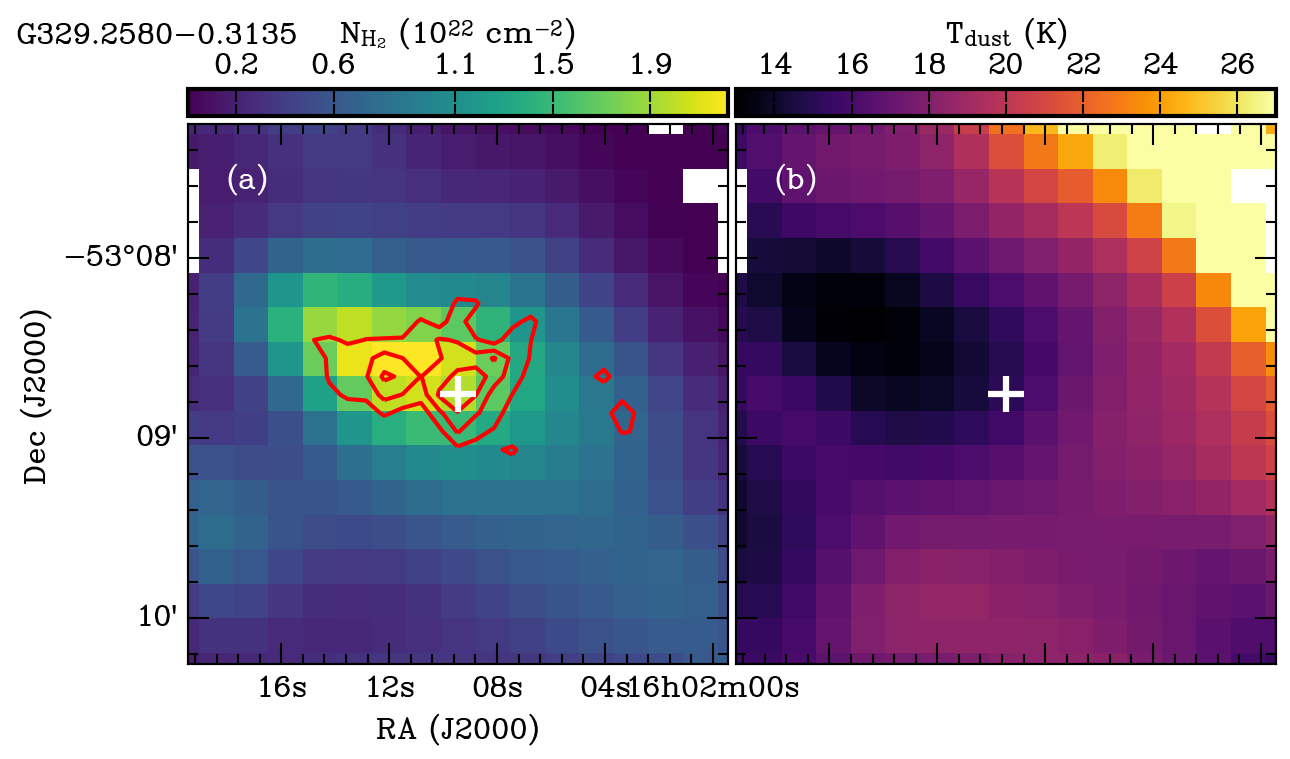 G329.2580−0.3135 N_H₂ (10²² cm⁻²) T_dust (K)
0.2 0.6 1.1 1.5 1.9 14 16 18 20 22 24 26
(a) (b)
−53°08'
09'
10'
Dec (J2000)
16s 12s 08s 04s 16h02m00s
RA (J2000)